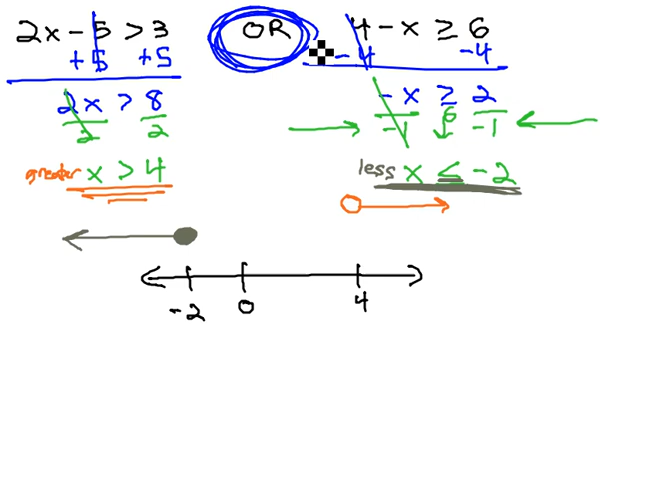 2x - 5 > 3 OR 4 - x ≥ 6
+5 +5 -4 -4
2x > 8 -x ≥ 2
2 2 -1 -1
greater x > 4 less x ≤ -2
-2 0 4